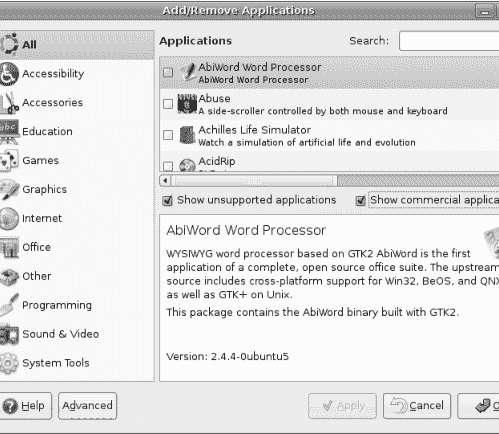 Add/Remove Applications
All
Accessibility
Accessories
Education
Games
Graphics
Internet
Office
Other
Programming
Sound & Video
System Tools
Applications
Search:
AbiWord Word Processor
AbiWord Word Processor
Abuse
A side-scroller controlled by both mouse and keyboard
Achilles Life Simulator
Watch a simulation of artificial life and evolution
AcidRip
Show unsupported applications
Show commercial applica
AbiWord Word Processor
WYSIWYG word processor based on GTK2 AbiWord is the first
application of a complete, open source office suite. The upstream
source includes cross-platform support for Win32, BeOS, and QNX
as well as GTK+ on Unix.
This package contains the AbiWord binary built with GTK2.
Version: 2.4.4-0ubuntu5
Help
Advanced
Apply
Cancel